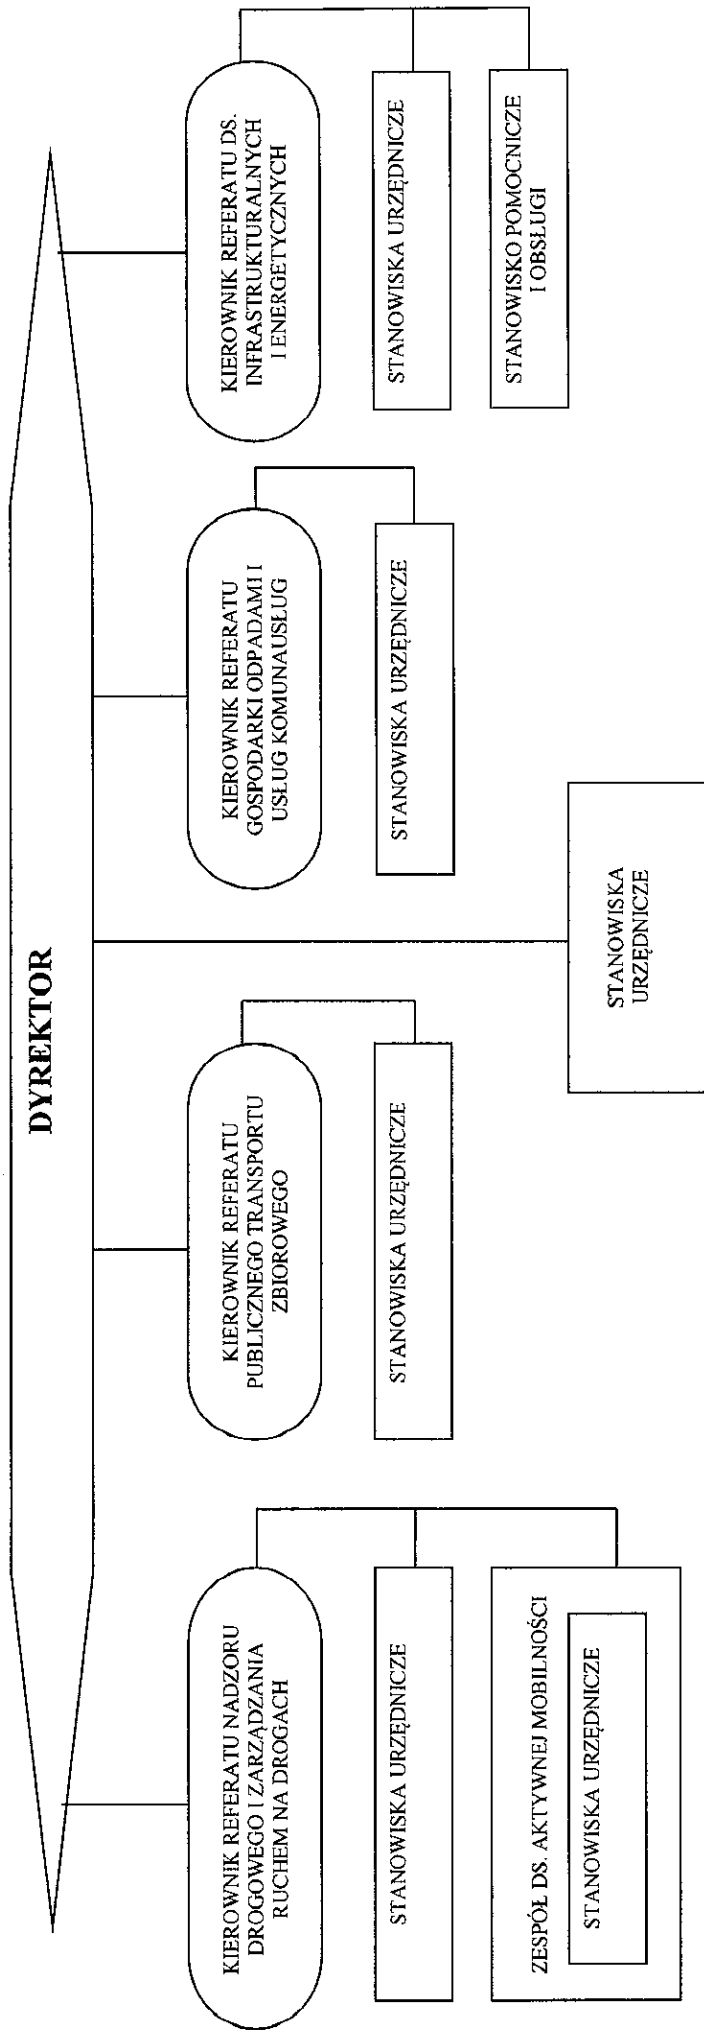 DYREKTOR
KIEROWNIK REFERATU NADZORU
DROGOWEGO I ZARZĄDZANIA
RUCHEM NA DROGACH
STANOWISKA URZĘDNICZE
ZESPÓŁ DS. AKTYWNEJ MOBILNOŚCI
STANOWISKA URZĘDNICZE
KIEROWNIK REFERATU
PUBLICZNEGO TRANSPORTU
ZBIOROWEGO
STANOWISKA URZĘDNICZE
STANOWISKA
URZĘDNICZE
KIEROWNIK REFERATU
GOSPODARKI ODPADAMI I
USŁUG KOMUNAUSŁUG
STANOWISKA URZĘDNICZE
KIEROWNIK REFERATU DS.
INFRASTRUKTURALNYCH
I ENERGETYCZNYCH
STANOWISKA URZĘDNICZE
STANOWISKO POMOCNICZE
I OBSŁUGI